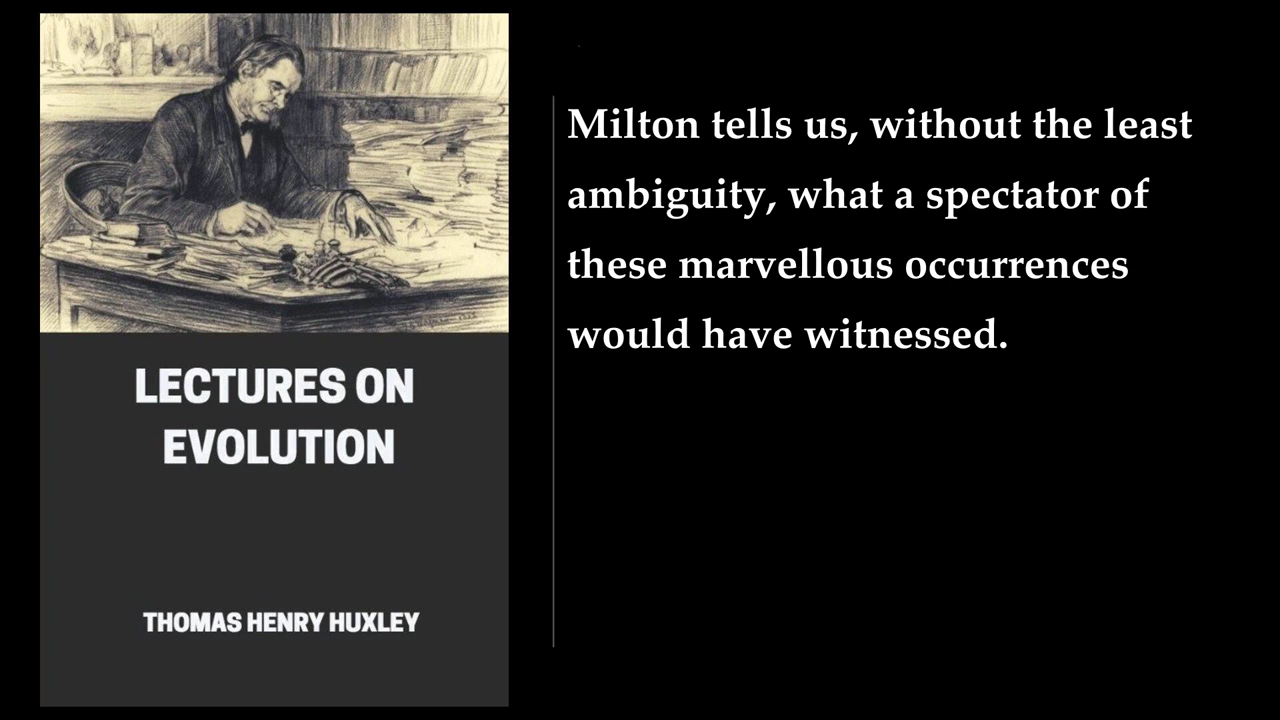 LECTURES ON
EVOLUTION
THOMAS HENRY HUXLEY
Milton tells us, without the least
ambiguity, what a spectator of
these marvellous occurrences
would have witnessed.